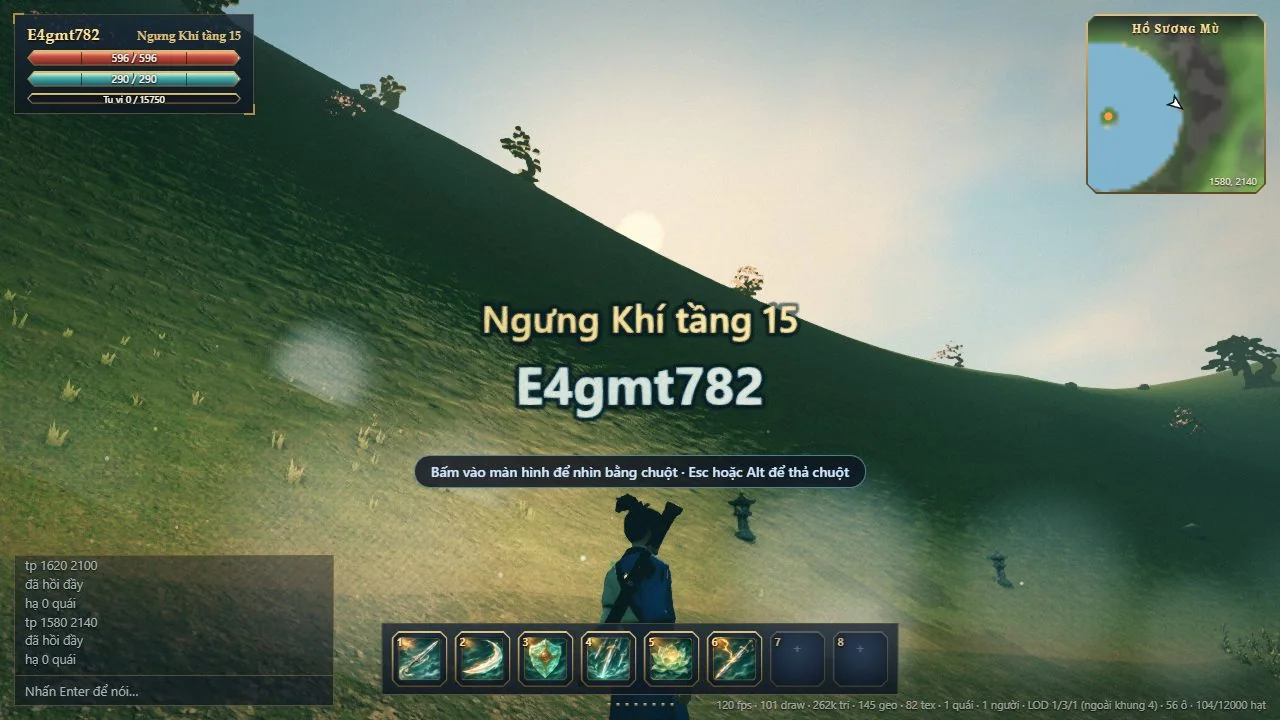 E4gmt782
Ngưng Khí tầng 15
596 / 596
290 / 290
Tu vi 0 / 15750
Hồ Sương Mù
1580, 2140
Ngưng Khí tầng 15
E4gmt782
Bấm vào màn hình để nhìn bằng chuột · Esc hoặc Alt để thả chuột
tp 1620 2100
đã hồi đầy
hạ 0 quái
tp 1580 2140
đã hồi đầy
hạ 0 quái
Nhấn Enter để nói...
1 2 3 4 5 6 7 8
120 fps · 101 draw · 262k tri · 145 geo · 82 tex · 1 quái · 1 người · LOD 1/3/1 (ngoài khung 4) · 56 ô · 104/12000 hạt